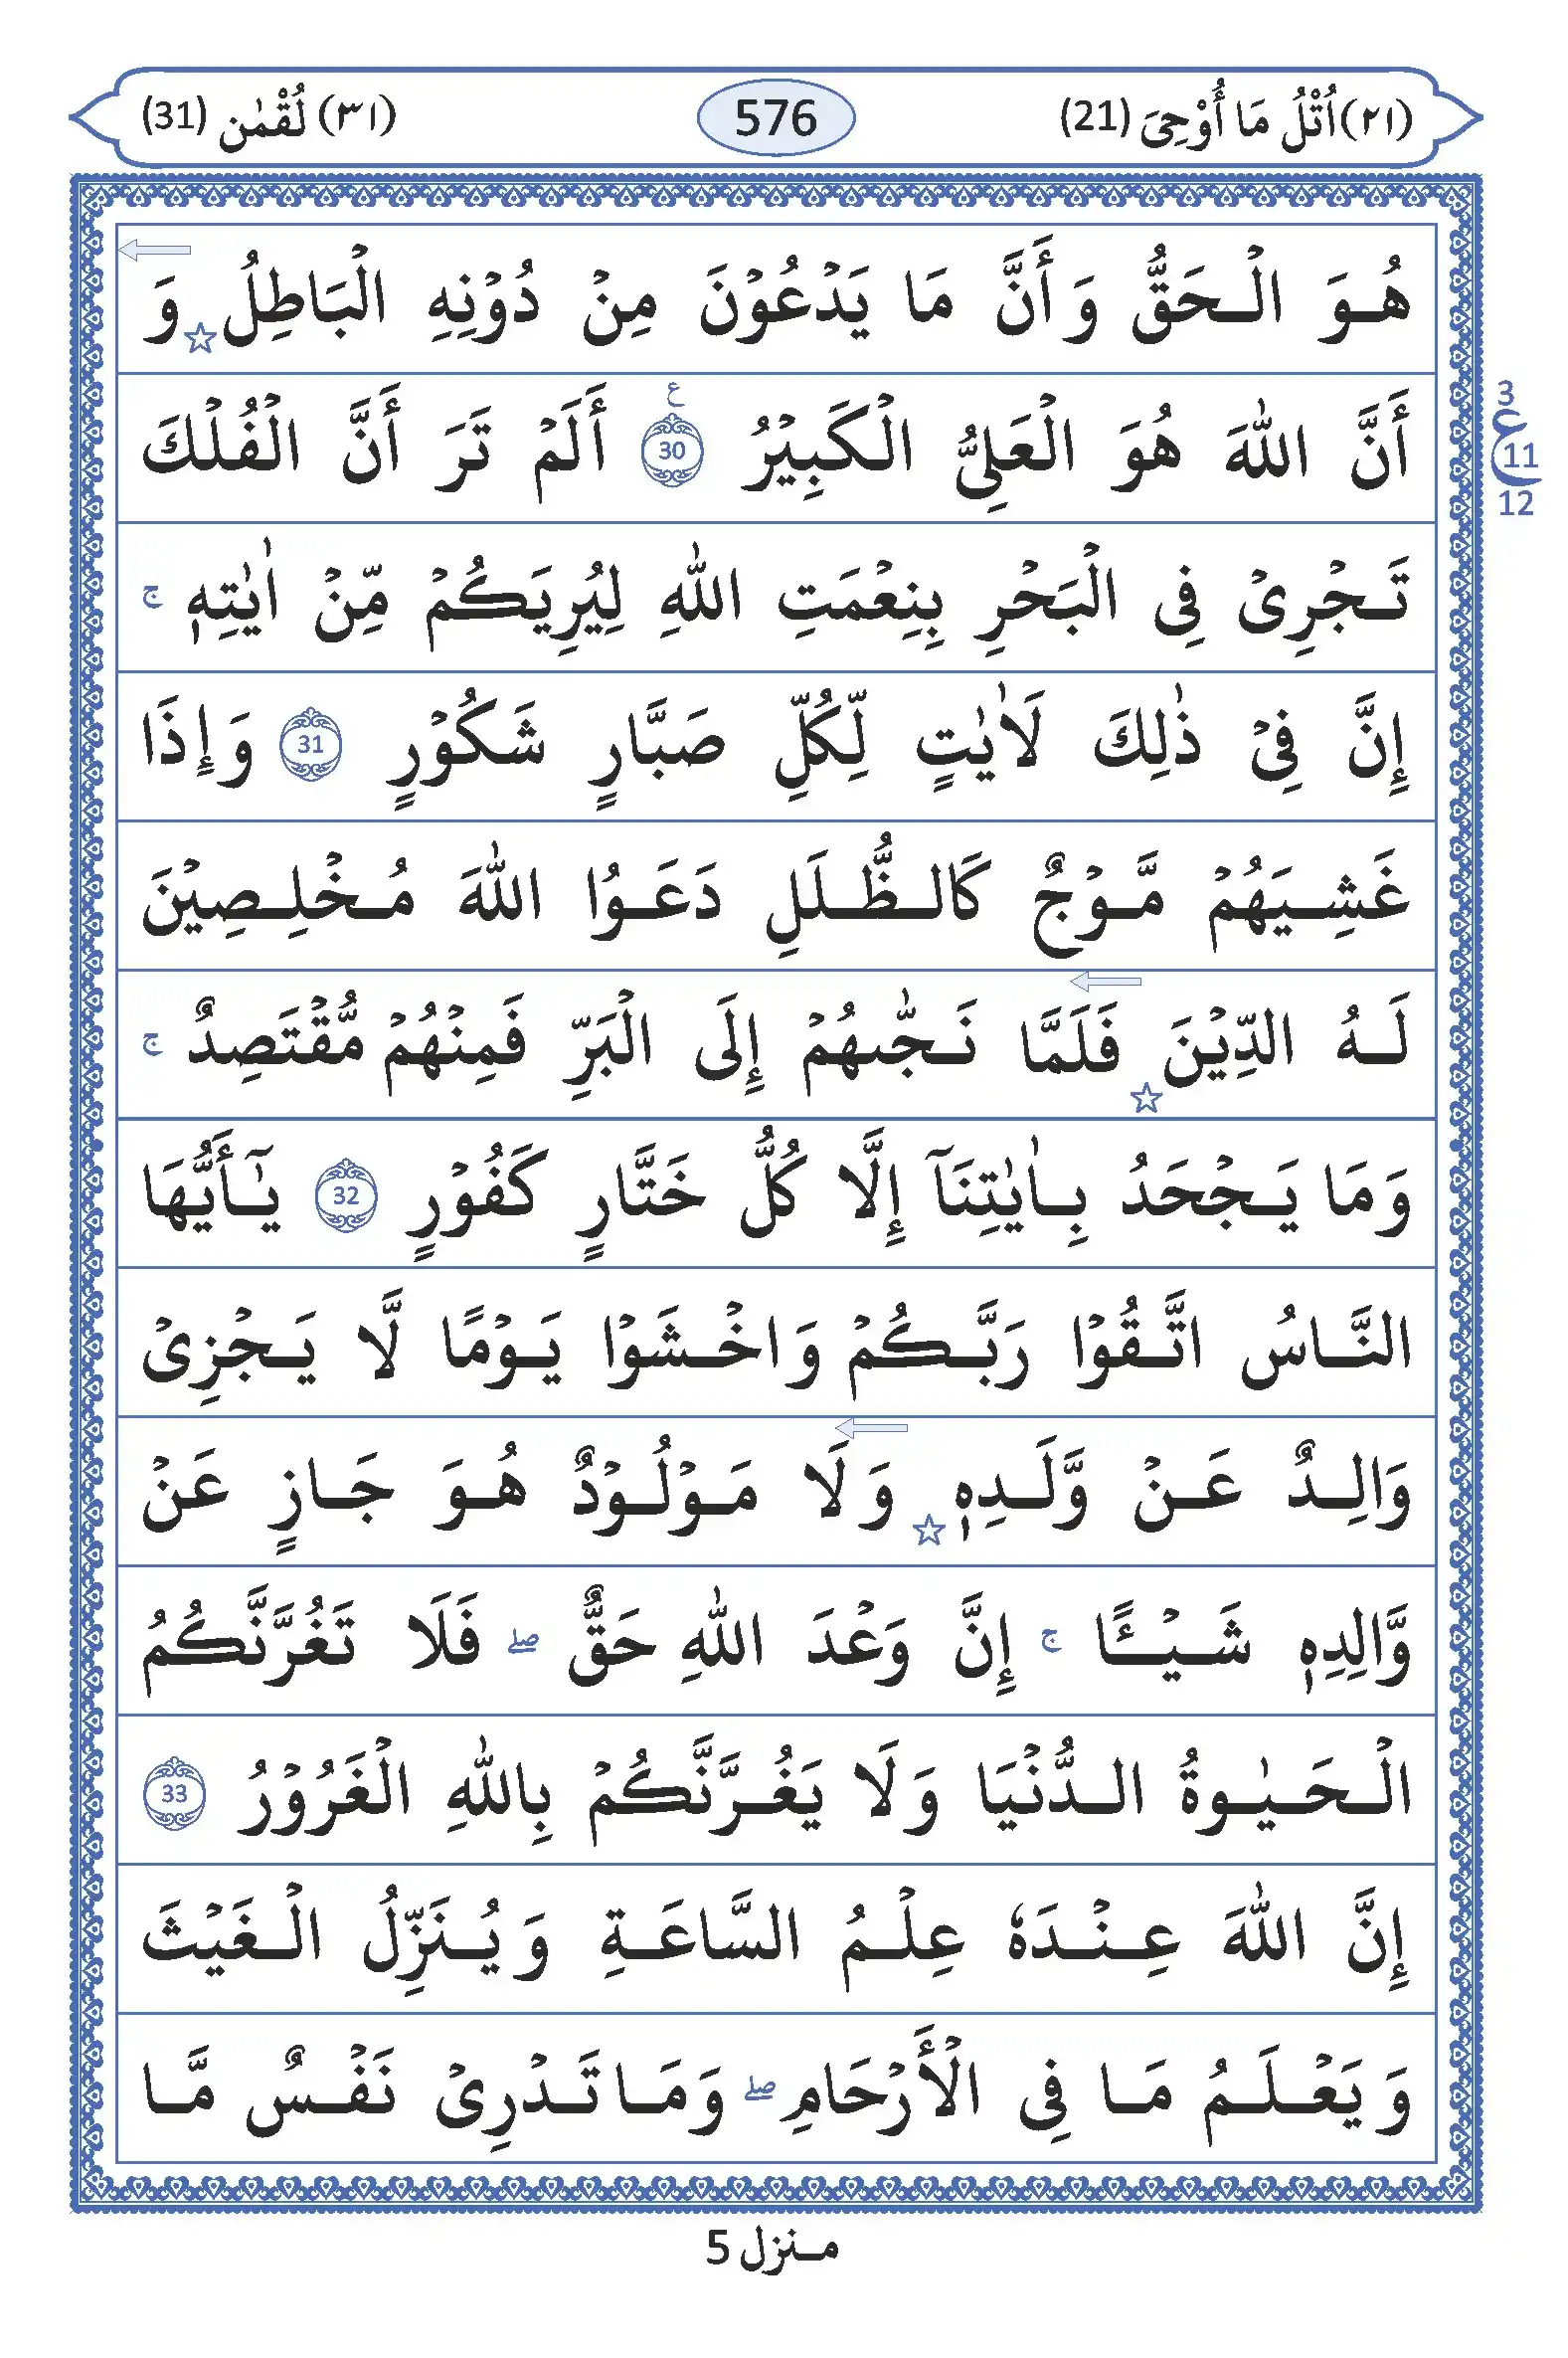 (٢١) اُتْلُ مَا أُوْحِىَ (21)
576
(٣١) لُقْمٰن (31)
هُوَ الْحَقُّ وَ أَنَّ مَا يَدْعُوْنَ مِنْ دُوْنِهِ الْبَاطِلُ ☆ وَ
أَنَّ اللّٰهَ هُوَ الْعَلِىُّ الْكَبِيْرُ ع 30 أَلَمْ تَرَ أَنَّ الْفُلْكَ
3
ع 11
12
تَجْرِىْ فِى الْبَحْرِ بِنِعْمَتِ اللّٰهِ لِيُرِيَكُمْ مِّنْ اٰيٰتِهٖ ج
إِنَّ فِىْ ذٰلِكَ لَاٰيٰتٍ لِّكُلِّ صَبَّارٍ شَكُوْرٍ 31 وَإِذَا
غَشِيَهُمْ مَّوْجٌ كَالظُّلَلِ دَعَوُا اللّٰهَ مُخْلِصِيْنَ
لَهُ الدِّيْنَ ☆ فَلَمَّا نَجّٰىهُمْ إِلَى الْبَرِّ فَمِنْهُمْ مُّقْتَصِدٌ ج
وَمَا يَجْحَدُ بِاٰيٰتِنَآ إِلَّا كُلُّ خَتَّارٍ كَفُوْرٍ 32 يٰٓأَيُّهَا
النَّاسُ اتَّقُوْا رَبَّكُمْ وَاخْشَوْا يَوْمًا لَّا يَجْزِىْ
وَالِدٌ عَنْ وَّلَدِهٖ ☆ وَلَا مَوْلُوْدٌ هُوَ جَازٍ عَنْ
وَّالِدِهٖ شَيْـًٔا ج إِنَّ وَعْدَ اللّٰهِ حَقٌّ صلے فَلَا تَغُرَّنَّكُمُ
الْحَيٰوةُ الدُّنْيَا وَلَا يَغُرَّنَّكُمْ بِاللّٰهِ الْغَرُوْرُ 33
إِنَّ اللّٰهَ عِنْدَهٗ عِلْمُ السَّاعَةِ وَ يُنَزِّلُ الْغَيْثَ
وَ يَعْلَمُ مَا فِى الْأَرْحَامِ صلے وَمَا تَدْرِىْ نَفْسٌ مَّا
منزل 5